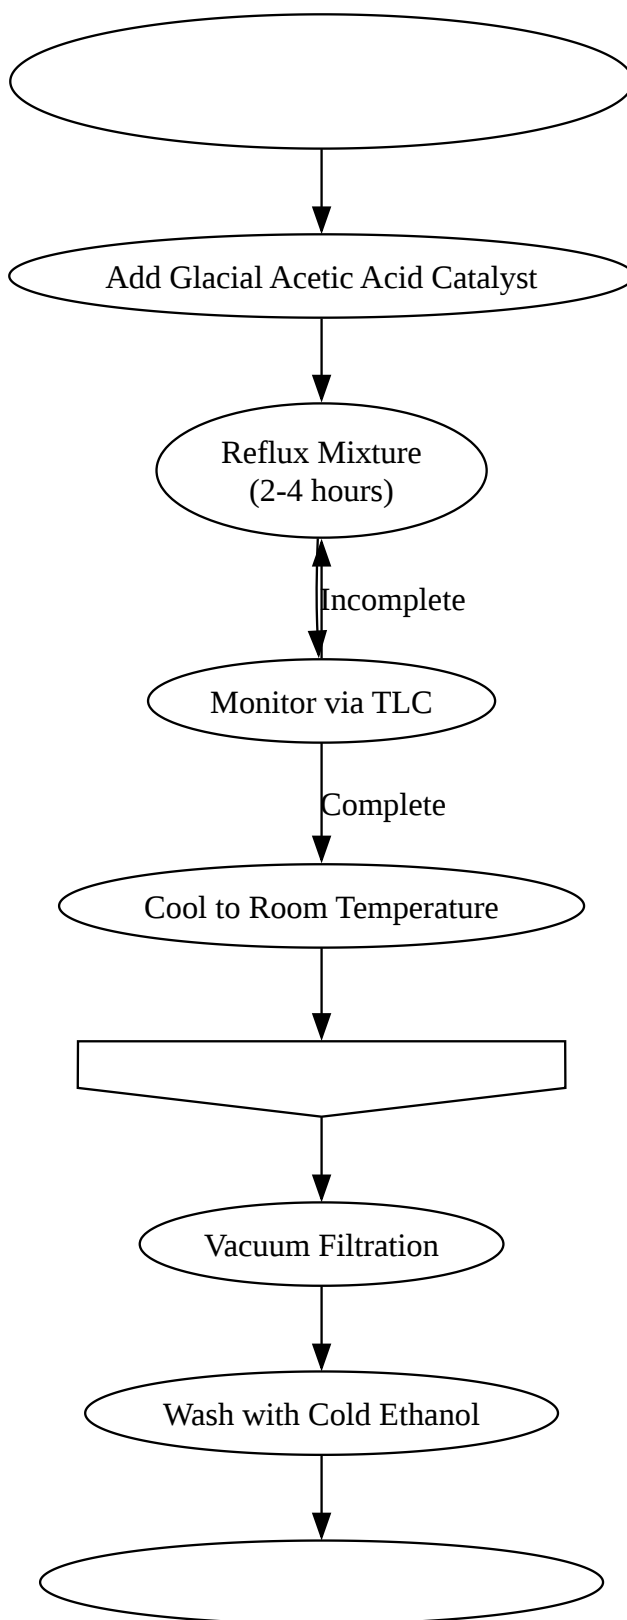 Add Glacial Acetic Acid Catalyst
Reflux Mixture
(2-4 hours)
Incomplete
Monitor via TLC
Complete
Cool to Room Temperature
Vacuum Filtration
Wash with Cold Ethanol